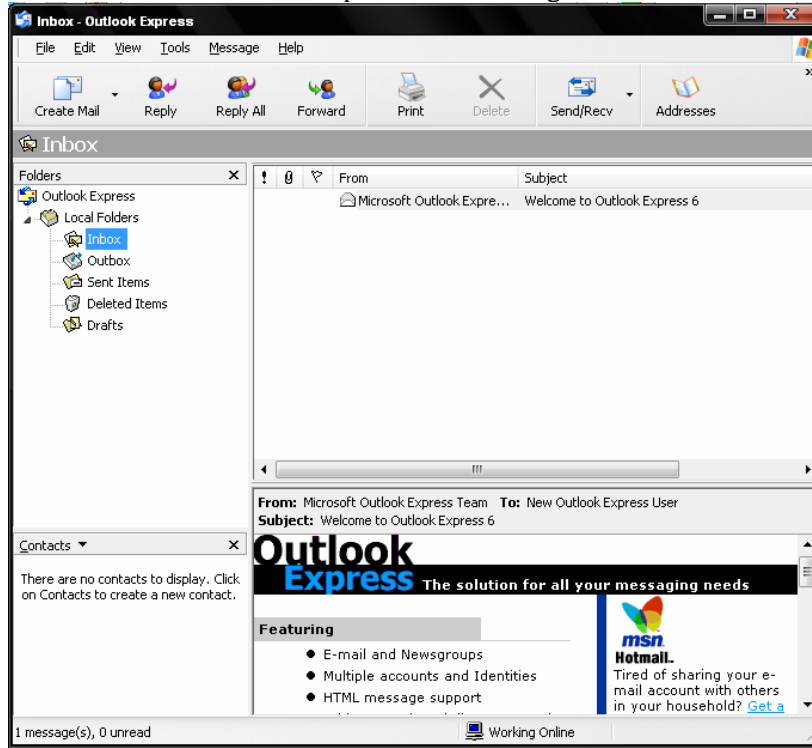 Inbox - Outlook Express
File Edit View Tools Message Help
Create Mail Reply Reply All Forward Print Delete Send/Recv Addresses
Inbox
Folders
Outlook Express
Local Folders
Inbox
Outbox
Sent Items
Deleted Items
Drafts
! From Subject
Microsoft Outlook Expre... Welcome to Outlook Express 6
Contacts
There are no contacts to display. Click
on Contacts to create a new contact.
From: Microsoft Outlook Express Team To: New Outlook Express User
Subject: Welcome to Outlook Express 6
Outlook
Express The solution for all your messaging needs
Featuring
• E-mail and Newsgroups
• Multiple accounts and Identities
• HTML message support
msn
Hotmail.
Tired of sharing your e-
mail account with others
in your household? Get a
1 message(s), 0 unread Working Online